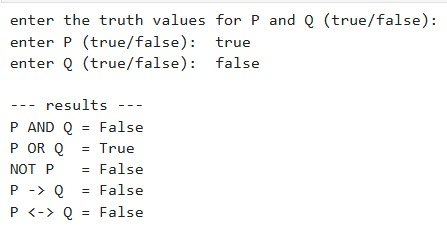 enter the truth values for P and Q (true/false):
enter P (true/false):  true
enter Q (true/false):  false

--- results ---
P AND Q = False
P OR Q  = True
NOT P   = False
P -> Q  = False
P <-> Q = False